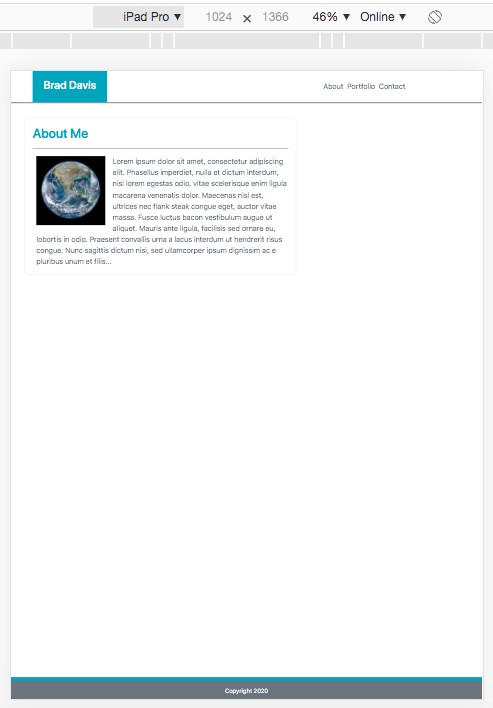 iPad Pro ▼ 1024 × 1366 46% ▼ Online ▼
Brad Davis
About Portfolio Contact
About Me
Lorem ipsum dolor sit amet, consectetur adipiscing
elit. Phasellus imperdiet, nulla et dictum interdum,
nisi lorem egestas odio, vitae scelerisque enim ligula
macarena venenatis dolor. Maecenas nisl est,
ultrices nec flank steak congue eget, auctor vitae
massa. Fusce luctus bacon vestibulum augue ut
aliquet. Mauris ante ligula, facilisis sed ornare eu,
lobortis in odio. Praesent convallis urna a lacus interdum ut hendrerit risus
congue. Nunc sagittis dictum nisi, sed ullamcorper ipsum dignissim ac e
pluribus unum et filis...
Copyright 2020